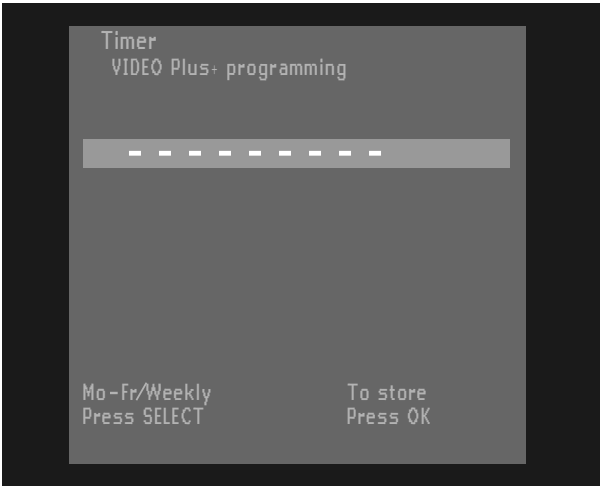 Timer
VIDEO Plus+ programming
- - - - - - - - -
Mo-Fr/Weekly
To store
Press SELECT
Press OK